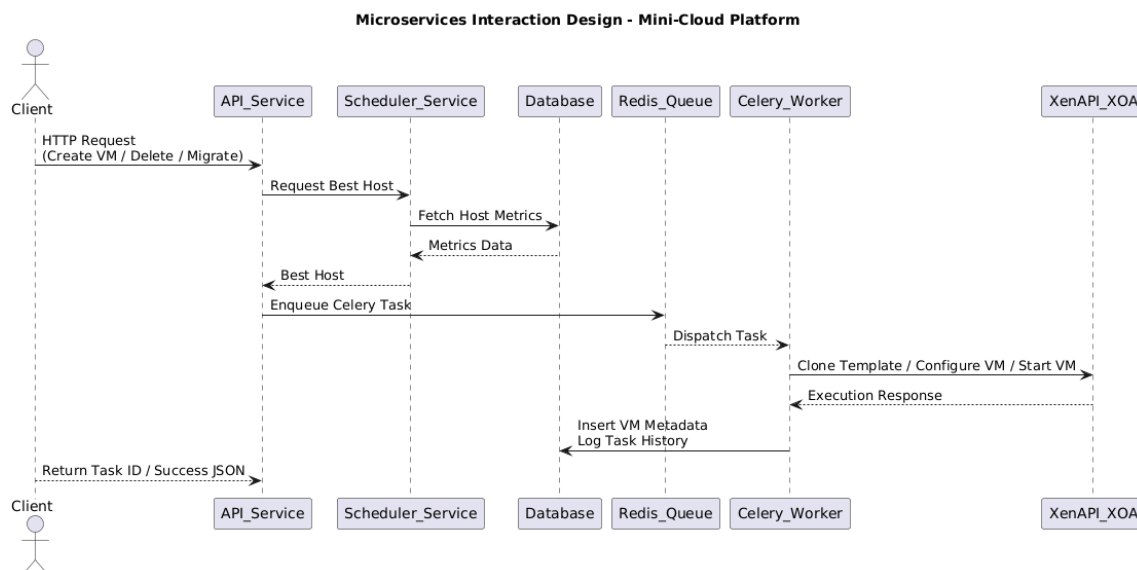 Microservices Interaction Design - Mini-Cloud Platform
Client
API_Service
Scheduler_Service
Database
Redis_Queue
Celery_Worker
XenAPI_XOA
HTTP Request
(Create VM / Delete / Migrate)
Request Best Host
Fetch Host Metrics
Metrics Data
Best Host
Enqueue Celery Task
Dispatch Task
Clone Template / Configure VM / Start VM
Execution Response
Insert VM Metadata
Log Task History
Return Task ID / Success JSON
Client
API_Service
Scheduler_Service
Database
Redis_Queue
Celery_Worker
XenAPI_XOA